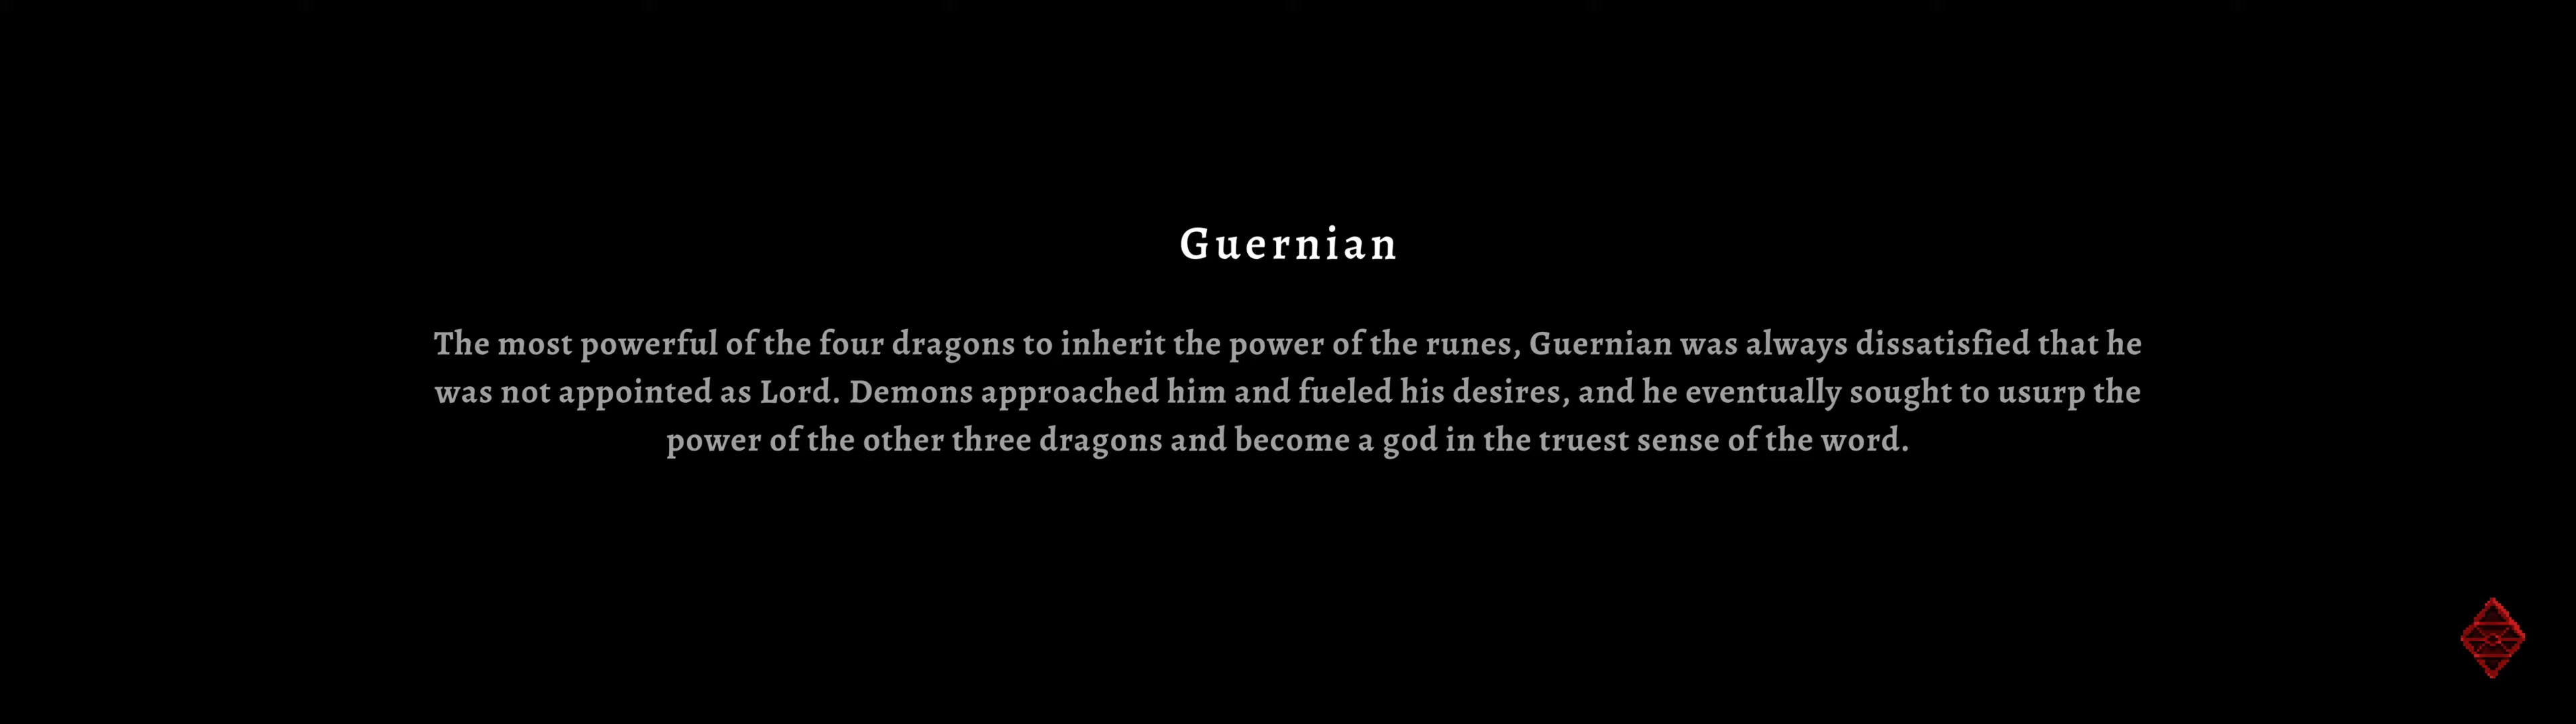 Guernian
The most powerful of the four dragons to inherit the power of the runes, Guernian was always dissatisfied that he
was not appointed as Lord. Demons approached him and fueled his desires, and he eventually sought to usurp the
power of the other three dragons and become a god in the truest sense of the word.